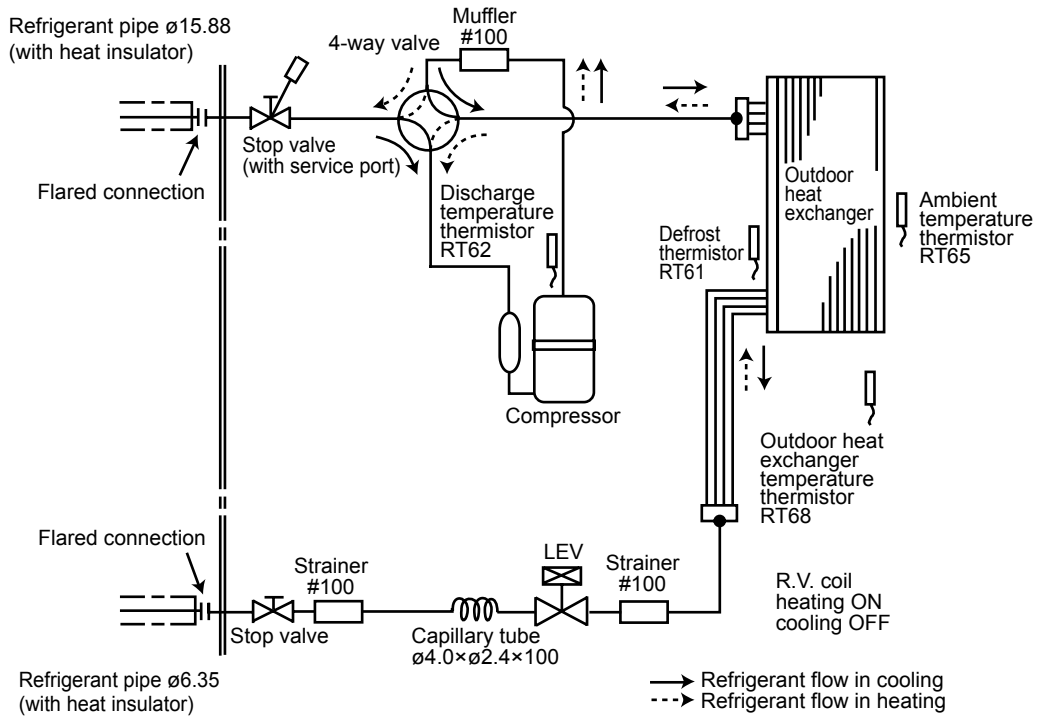 Refrigerant pipe ø15.88
(with heat insulator)
Muffler
#100
4-way valve
Stop valve
(with service port)
Flared connection
Discharge
temperature
thermistor
RT62
Outdoor
heat
exchanger
Ambient
temperature
thermistor
RT65
Defrost
thermistor
RT61
Compressor
Outdoor heat
exchanger
temperature
thermistor
RT68
Flared connection
Strainer
#100
LEV
Strainer
#100
R.V. coil
heating ON
cooling OFF
Stop valve
Capillary tube
ø4.0×ø2.4×100
Refrigerant pipe ø6.35
(with heat insulator)
Refrigerant flow in cooling
Refrigerant flow in heating